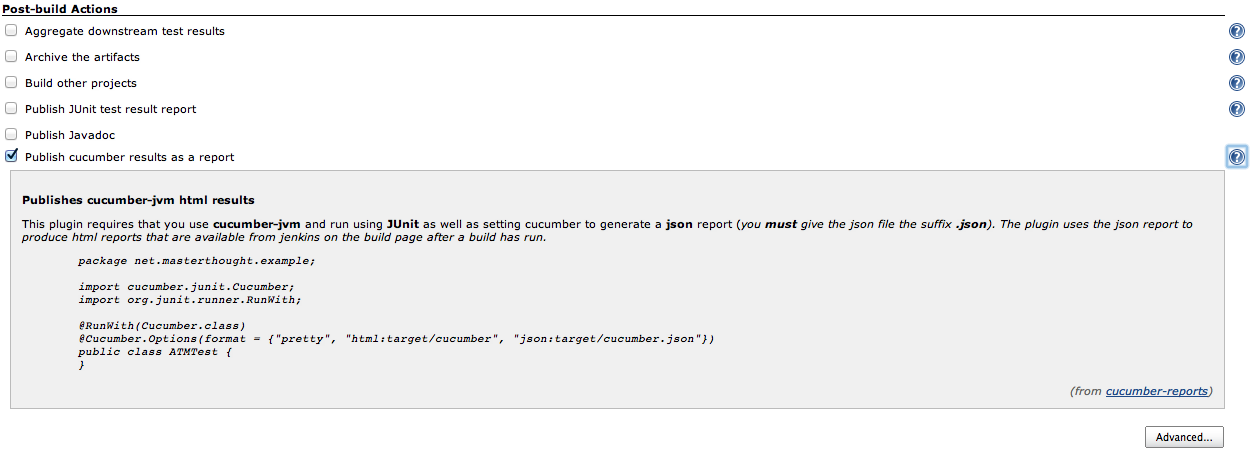 Post-build Actions
Aggregate downstream test results
Archive the artifacts
Build other projects
Publish JUnit test result report
Publish Javadoc
Publish cucumber results as a report
Publishes cucumber-jvm html results
This plugin requires that you use cucumber-jvm and run using JUnit as well as setting cucumber to generate a json report (you must give the json file the suffix .json). The plugin uses the json report to
produce html reports that are available from jenkins on the build page after a build has run.
package net.masterthought.example;
import cucumber.junit.Cucumber;
import org.junit.runner.RunWith;
@RunWith(Cucumber.class)
@Cucumber.Options(format = {"pretty", "html:target/cucumber", "json:target/cucumber.json"})
public class ATMTest {
}
(from cucumber-reports)
Advanced...